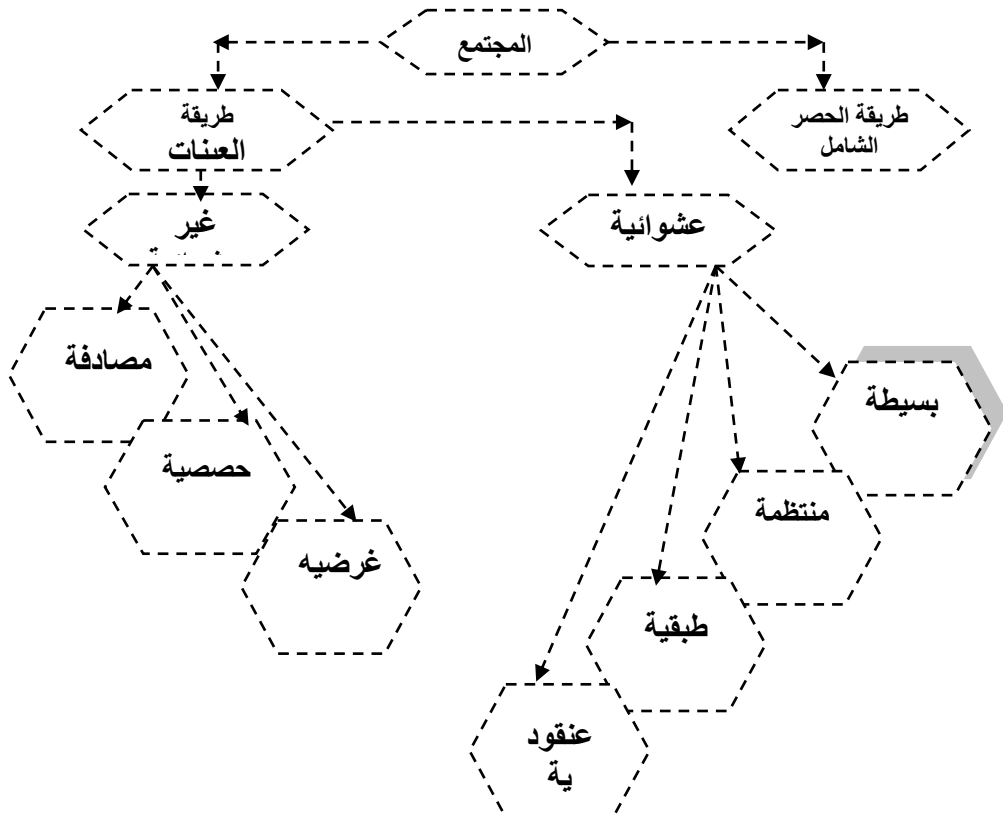 المجتمع
طريقة الحصر
الشامل
طريقة
العينات
عشوائية
غير
بسيطة
منتظمة
طبقية
عنقود
ية
مصادفة
حصصية
غرضيه